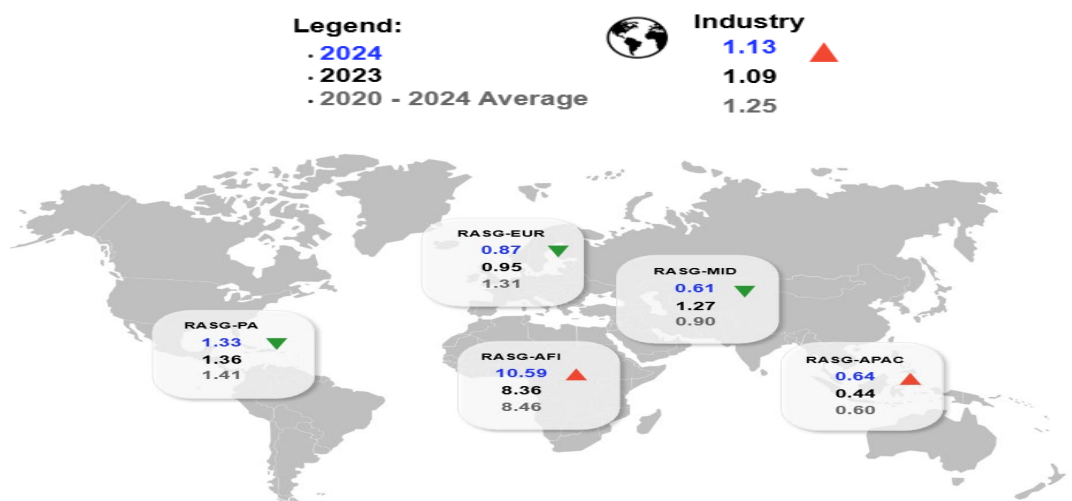 Legend:
· 2024
· 2023
· 2020 - 2024 Average
Industry
1.13
1.09
1.25
RASG-EUR
0.87
0.95
1.31
RASG-MID
0.61
1.27
0.90
RASG-PA
1.33
1.36
1.41
RASG-AFI
10.59
8.36
8.46
RASG-APAC
0.64
0.44
0.60